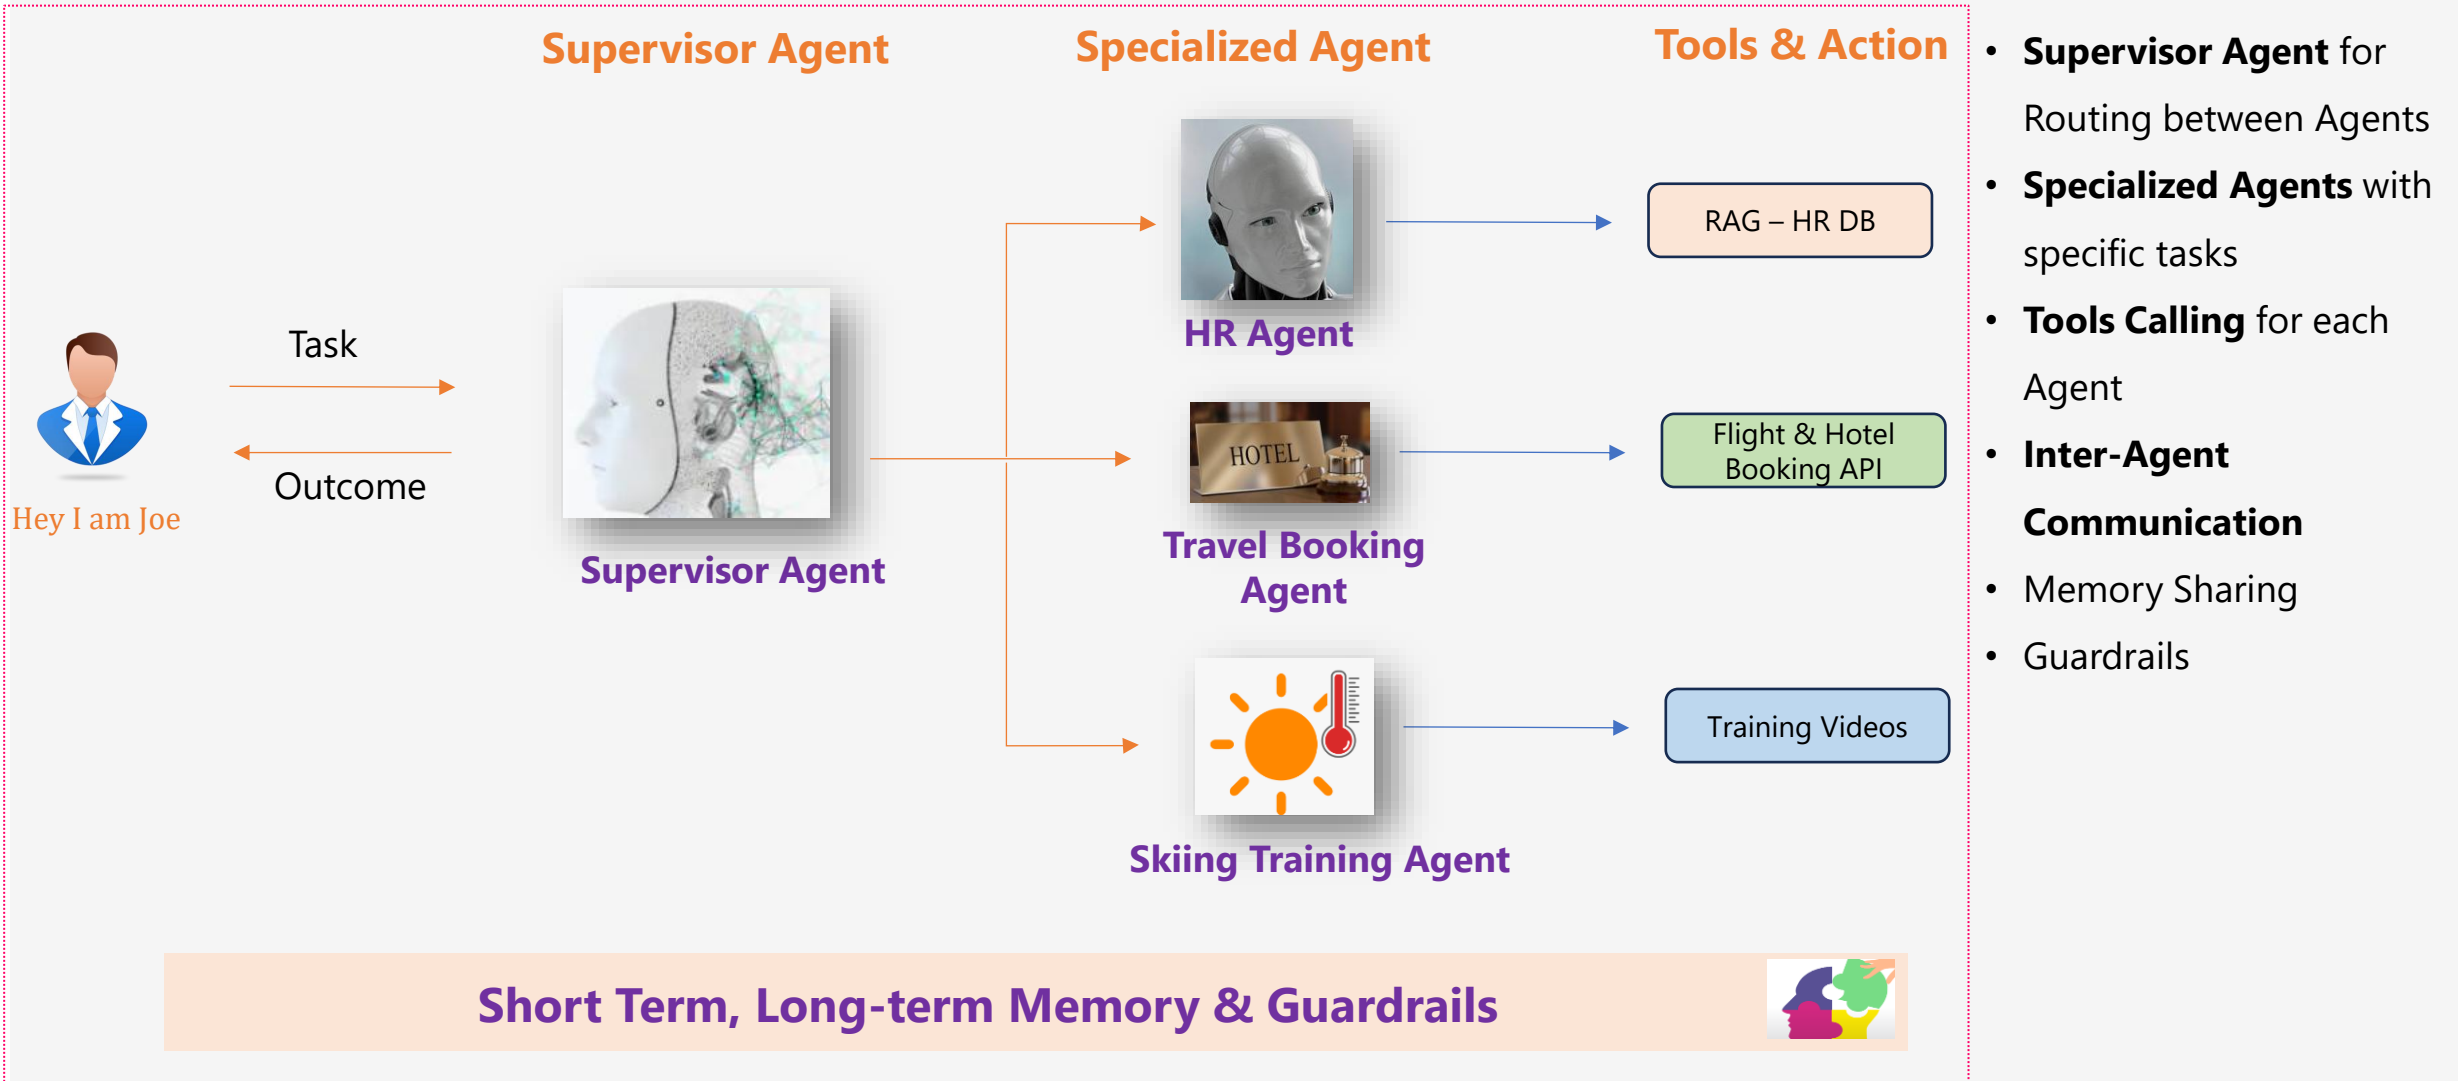 Supervisor Agent
Specialized Agent
Tools & Action
Task
Outcome
Hey I am Joe
Supervisor Agent
HR Agent
RAG – HR DB
HOTEL
Travel Booking
Agent
Flight & Hotel
Booking API
Skiing Training Agent
Training Videos
Short Term, Long-term Memory & Guardrails
• Supervisor Agent for
Routing between Agents
• Specialized Agents with
specific tasks
• Tools Calling for each
Agent
• Inter-Agent
Communication
• Memory Sharing
• Guardrails